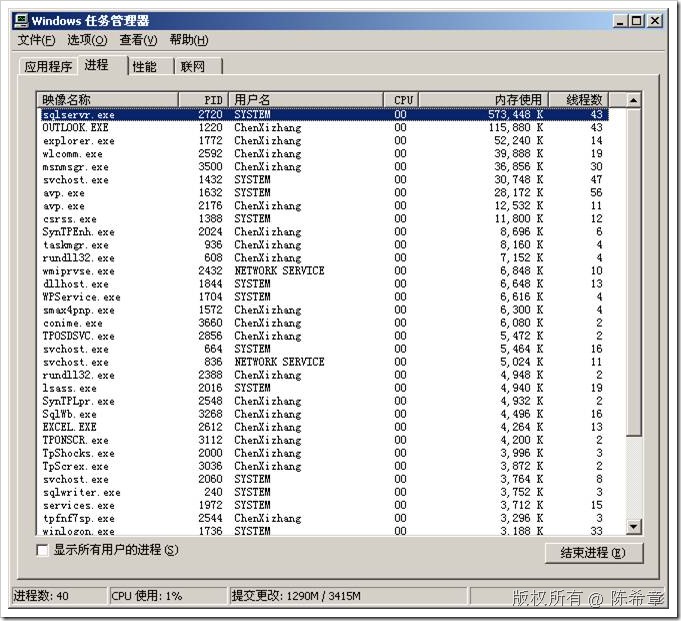 Windows 任务管理器
文件(F) 选项(O) 查看(V) 帮助(H)
应用程序 进程 性能 联网
映像名称 PID 用户名 CPU 内存使用 线程数
sqlservr.exe 2720 SYSTEM 00 573,448 K 43
OUTLOOK.EXE 1220 ChenXizhang 00 115,880 K 43
explorer.exe 1772 ChenXizhang 00 52,240 K 14
wlcomm.exe 2592 ChenXizhang 00 39,888 K 19
msnmsgr.exe 3500 ChenXizhang 00 36,856 K 30
svchost.exe 1432 SYSTEM 00 30,748 K 47
avp.exe 1632 SYSTEM 00 28,172 K 56
avp.exe 2176 ChenXizhang 00 12,532 K 11
csrss.exe 1388 SYSTEM 00 11,800 K 12
SynTPEnh.exe 2024 ChenXizhang 00 8,696 K 6
taskmgr.exe 936 ChenXizhang 00 8,160 K 4
rundll32.exe 608 ChenXizhang 00 7,152 K 4
wmiprvse.exe 2432 NETWORK SERVICE 00 6,848 K 10
dllhost.exe 1844 SYSTEM 00 6,648 K 13
WPService.exe 1704 SYSTEM 00 6,616 K 4
smax4pnp.exe 1572 ChenXizhang 00 6,300 K 4
conime.exe 3660 ChenXizhang 00 6,080 K 2
TPOSDSVC.exe 2856 ChenXizhang 00 5,472 K 2
svchost.exe 664 SYSTEM 00 5,464 K 16
svchost.exe 836 NETWORK SERVICE 00 5,024 K 11
rundll32.exe 2388 ChenXizhang 00 4,948 K 2
lsass.exe 2016 SYSTEM 00 4,940 K 19
SynTPLpr.exe 2548 ChenXizhang 00 4,932 K 2
SqlWb.exe 3268 ChenXizhang 00 4,496 K 16
EXCEL.EXE 2612 ChenXizhang 00 4,264 K 13
TPONSCR.exe 3112 ChenXizhang 00 4,200 K 2
TpShocks.exe 2000 ChenXizhang 00 3,996 K 3
TpScrex.exe 3036 ChenXizhang 00 3,872 K 2
svchost.exe 2060 SYSTEM 00 3,764 K 8
sqlwriter.exe 240 SYSTEM 00 3,752 K 3
services.exe 1972 SYSTEM 00 3,712 K 15
tpfnf7sp.exe 2544 ChenXizhang 00 3,296 K 3
winlogon.exe 1736 SYSTEM 00 3,188 K 33
显示所有用户的进程(S) 结束进程(E)
进程数: 40 CPU 使用: 1% 提交更改: 1290M / 3415M
版权所有 @ 陈希章